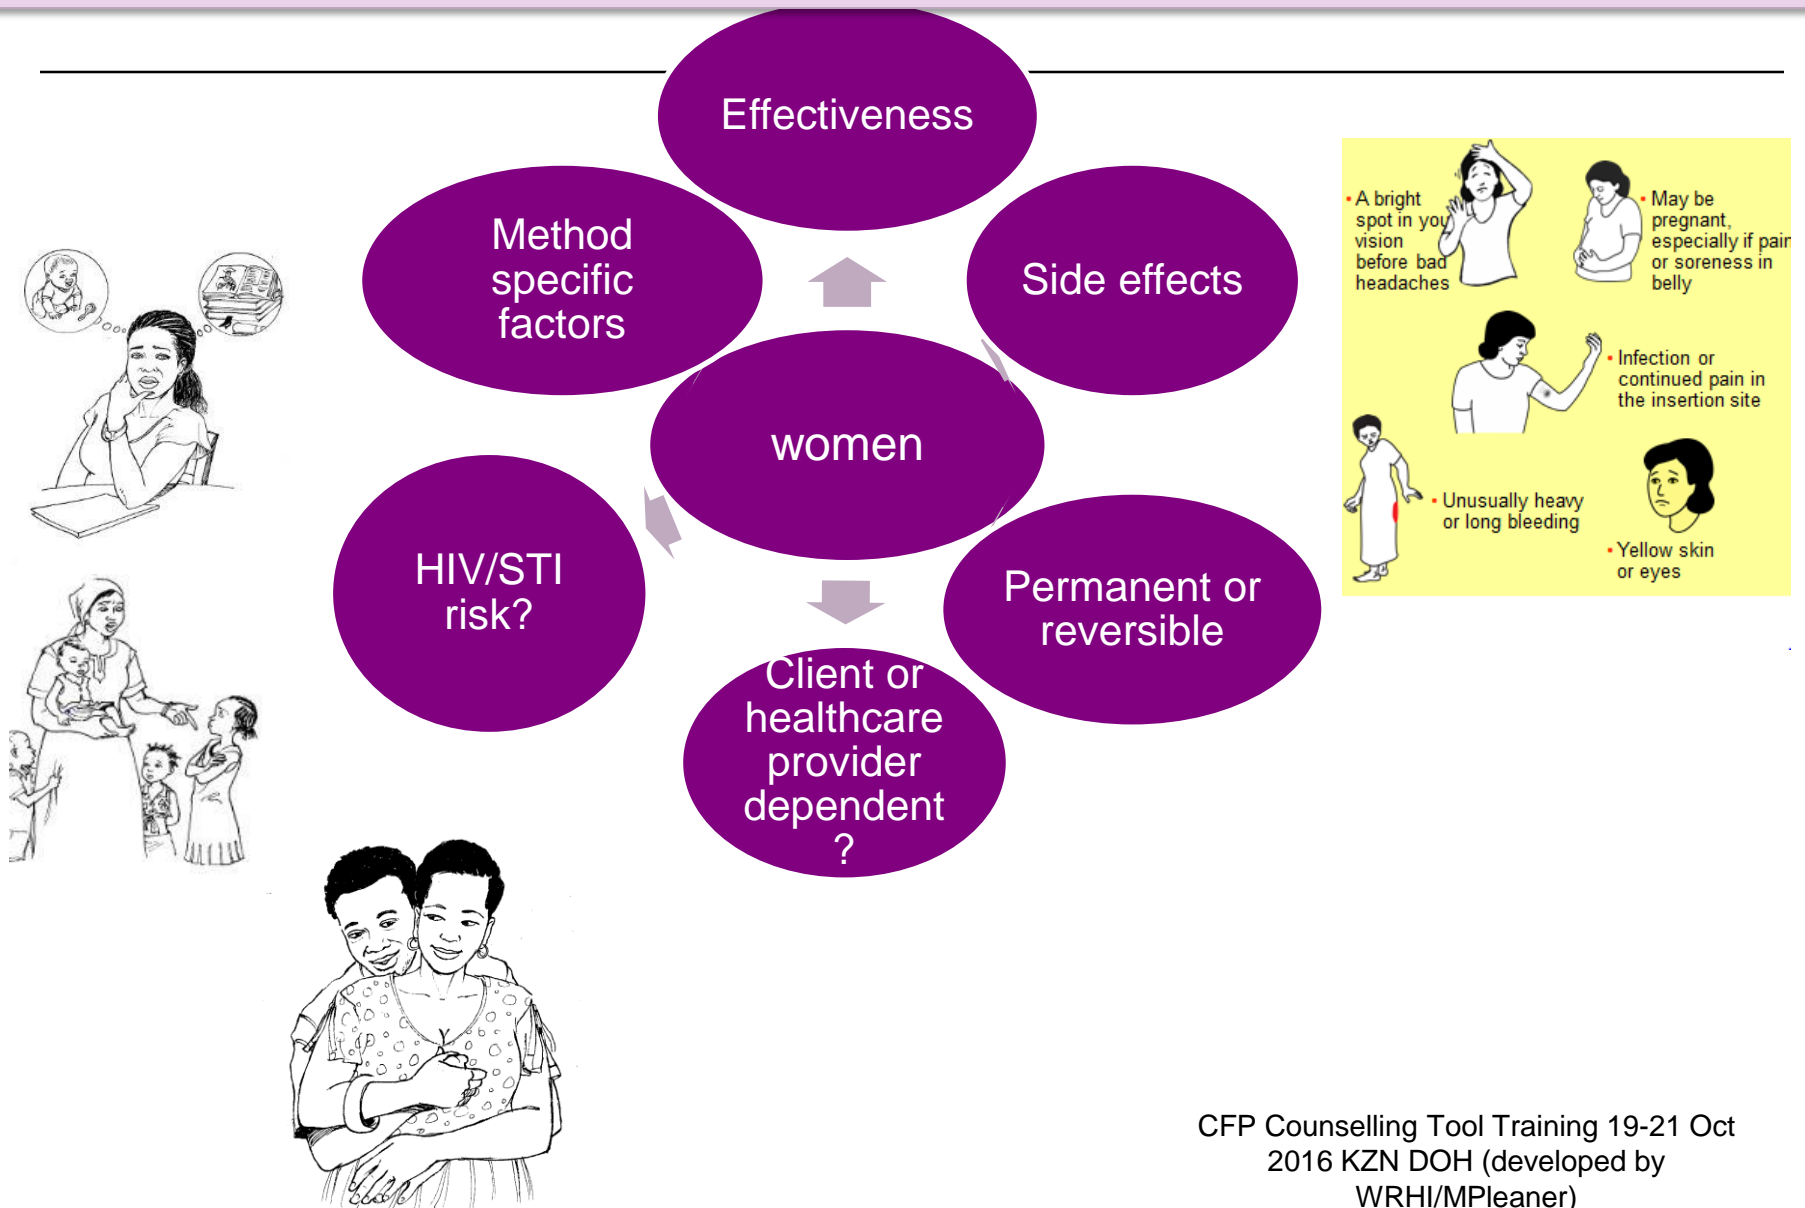 Effectiveness
Method
specific
factors
Side effects
women
HIV/STI
risk?
Permanent or
reversible
Client or
healthcare
provider
dependent
?
• A bright
spot in you
vision
before bad
headaches
• May be
pregnant,
especially if pain
or soreness in
belly
• Infection or
continued pain in
the insertion site
• Unusually heavy
or long bleeding
• Yellow skin
or eyes
CFP Counselling Tool Training 19-21 Oct
2016 KZN DOH (developed by
WRHI/MPleaner)